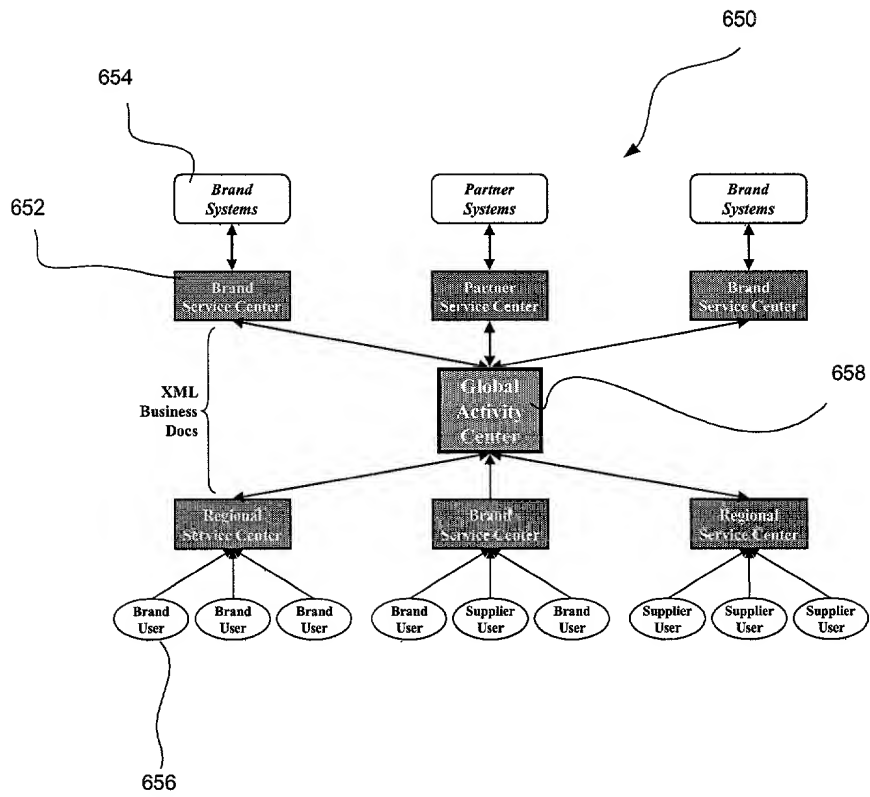 650
654
Brand
Systems
Partner
Systems
Brand
Systems
652
Brand
Service Center
Partner
Service Center
Brand
Service Center
XML
Business
Docs
Global
Activity
Center
658
Regional
Service Center
Brand
Service Center
Regional
Service Center
Brand
User
Brand
User
Brand
User
Brand
User
Supplier
User
Brand
User
Supplier
User
Supplier
User
Supplier
User
656